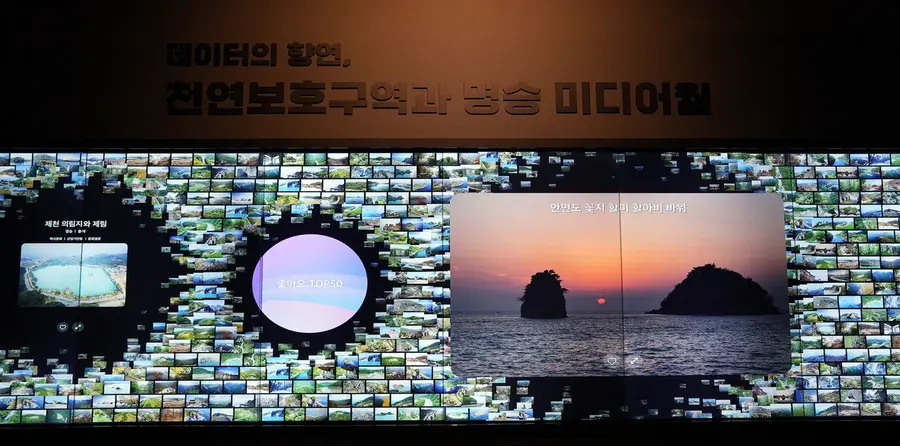 데이터의 향연,
천연보호구역과 명승 미디어월
제천 의림지와 제림
안면도 꽃지 할미 할아비 바위
좋아요 TOP50